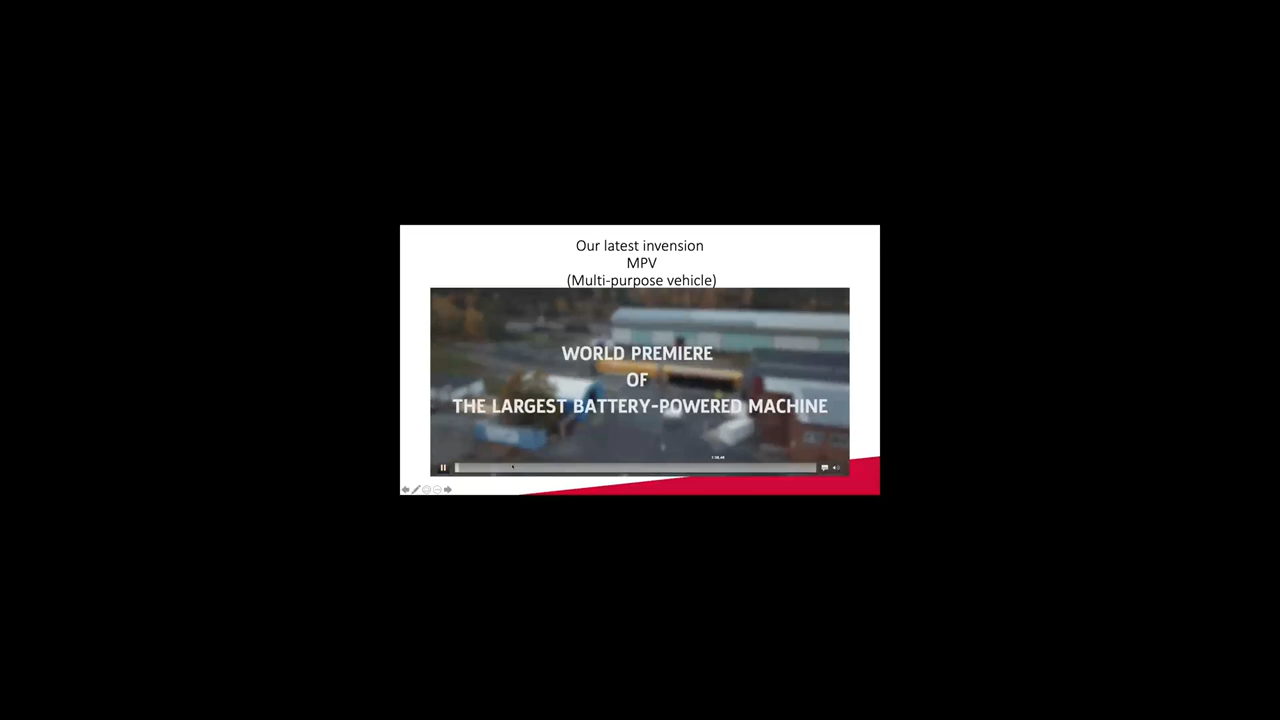 Our latest invension
MPV
(Multi-purpose vehicle)
WORLD PREMIERE
OF
THE LARGEST BATTERY-POWERED MACHINE